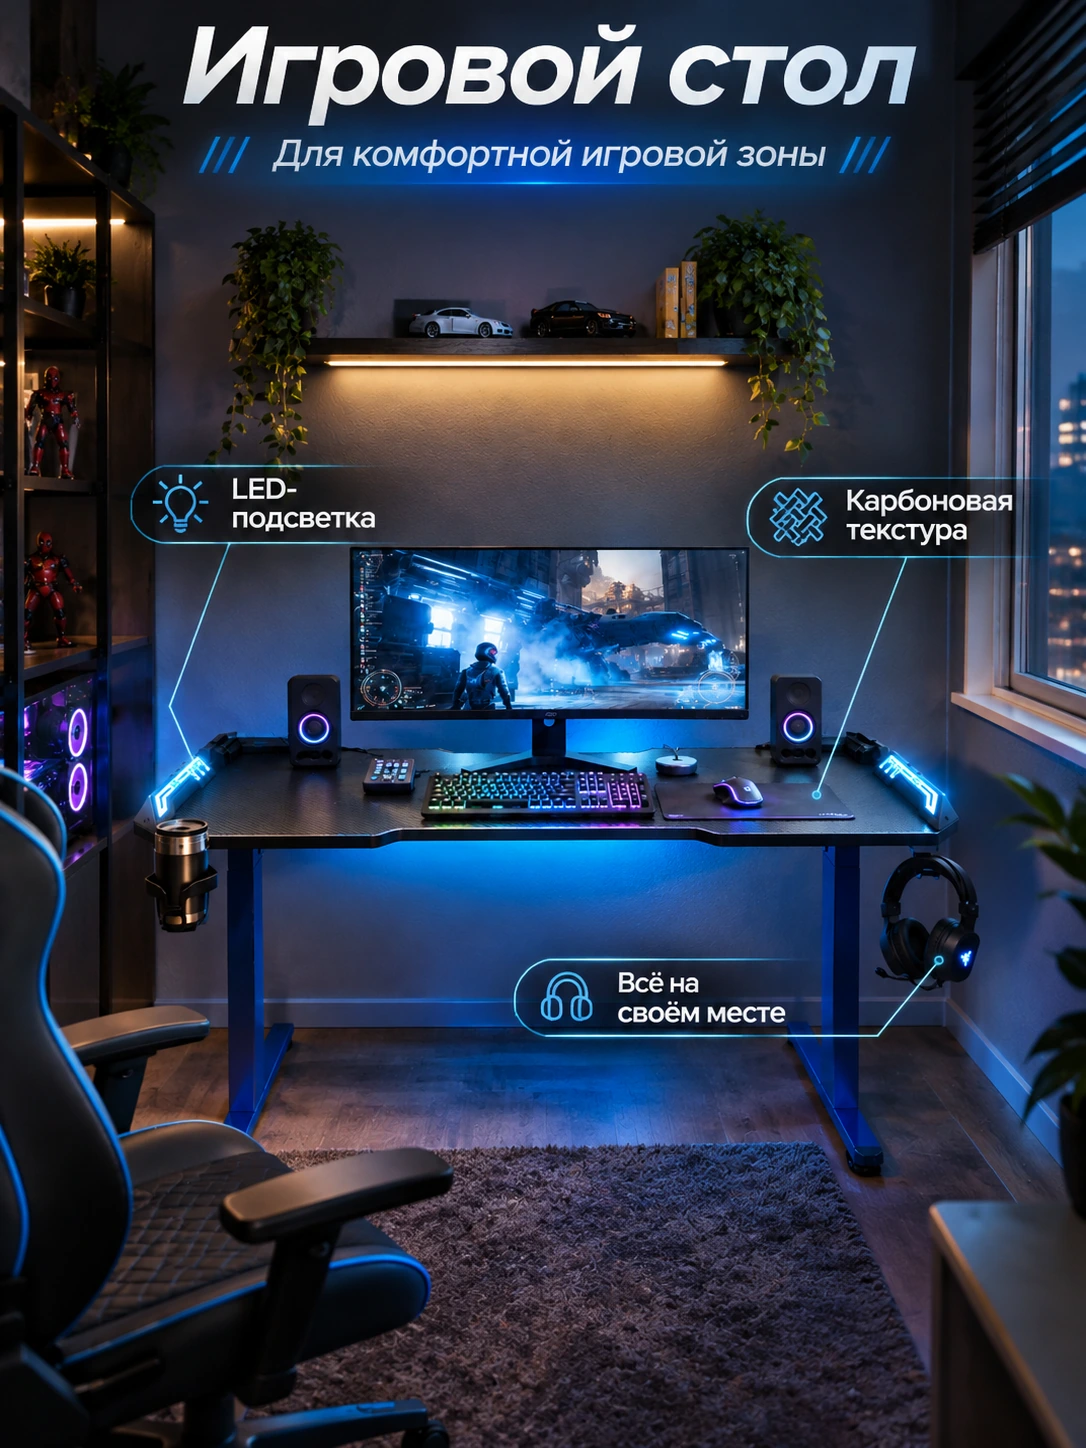 Игровой стол
/// Для комфортной игровой зоны ///
LED-
подсветка
Карбоновая
текстура
Всё на
своём месте